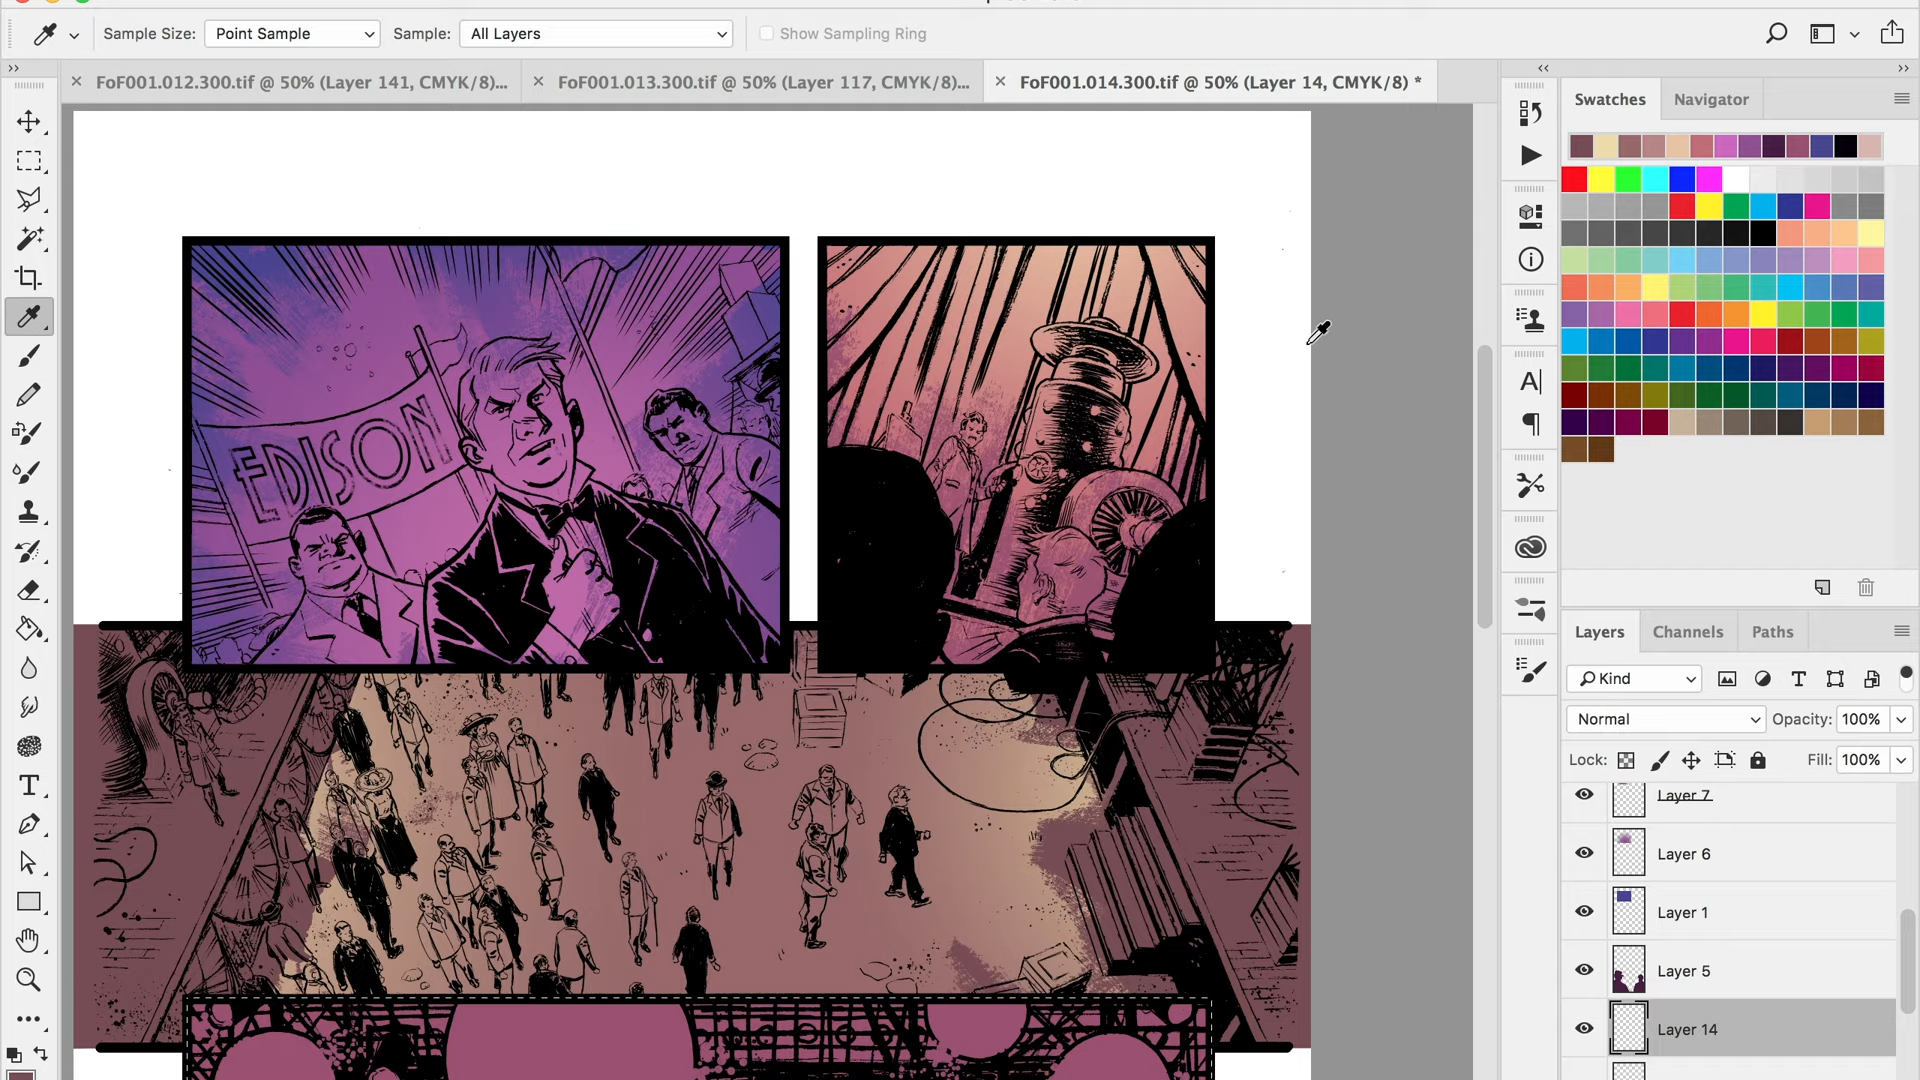 Sample Size: Point Sample Sample: All Layers Show Sampling Ring
FoF001.012.300.tif @ 50% (Layer 141, CMYK/8)... FoF001.013.300.tif @ 50% (Layer 117, CMYK/8)... FoF001.014.300.tif @ 50% (Layer 14, CMYK/8) *
Swatches Navigator
EDISON
Layers Channels Paths
Kind
Normal Opacity: 100%
Lock: Fill: 100%
Layer 7
Layer 6
Layer 1
Layer 5
Layer 14